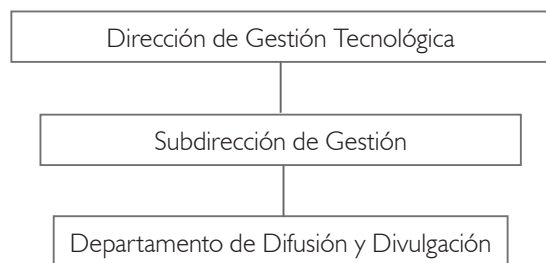 Dirección de Gestión Tecnológica
Subdirección de Gestión
Departamento de Difusión y Divulgación